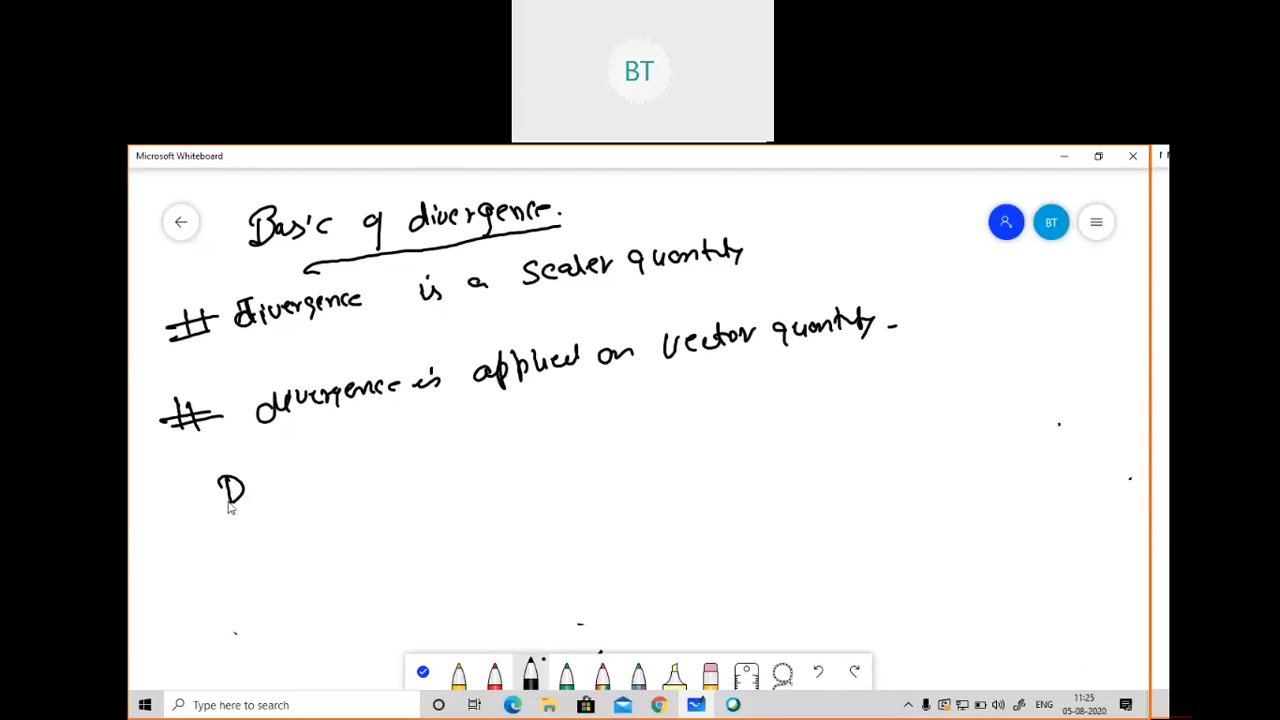 BT
Microsoft Whiteboard
Basic of divergence.
BT
# divergence is a Scaler quantity
# divergence is applied on vector quantity.
D
Type here to search
ENG
11:25
05-08-2020